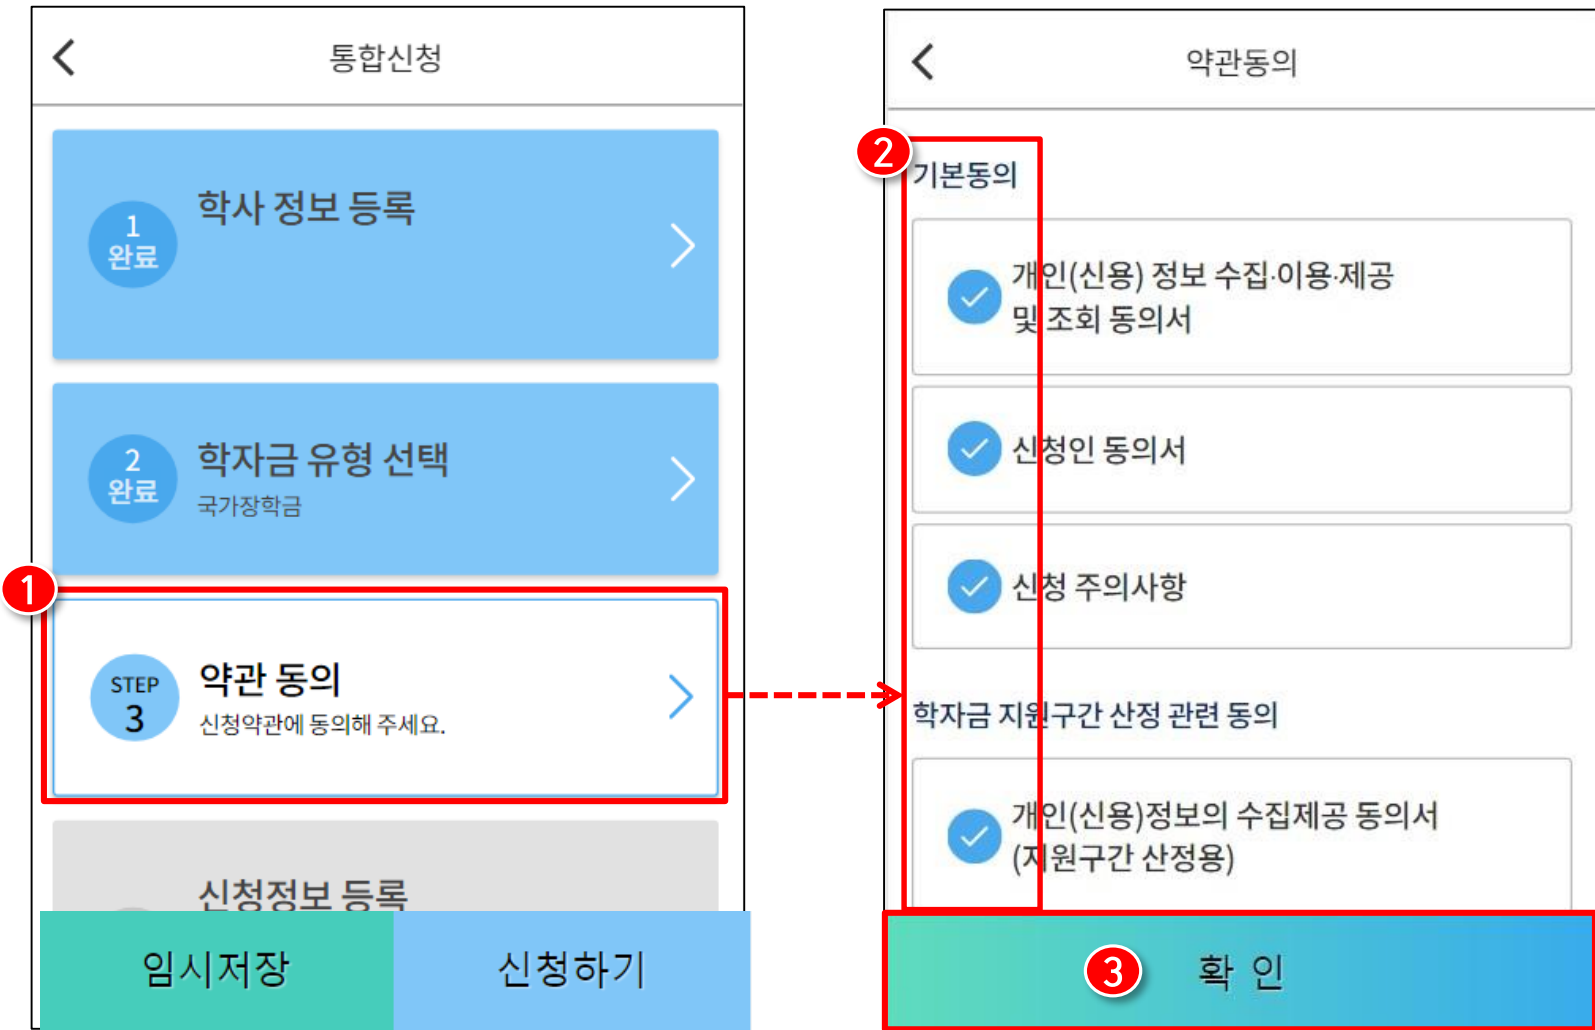 통합신청
1
완료
학사 정보 등록
2
완료
학자금 유형 선택
국가장학금
1
STEP
3
약관 동의
신청약관에 동의해 주세요.
신청정보 등록
임시저장
신청하기
약관동의
2
기본동의
개인(신용) 정보 수집·이용·제공
및 조회 동의서
신청인 동의서
신청 주의사항
학자금 지원구간 산정 관련 동의
개인(신용)정보의 수집제공 동의서
(지원구간 산정용)
3
확 인